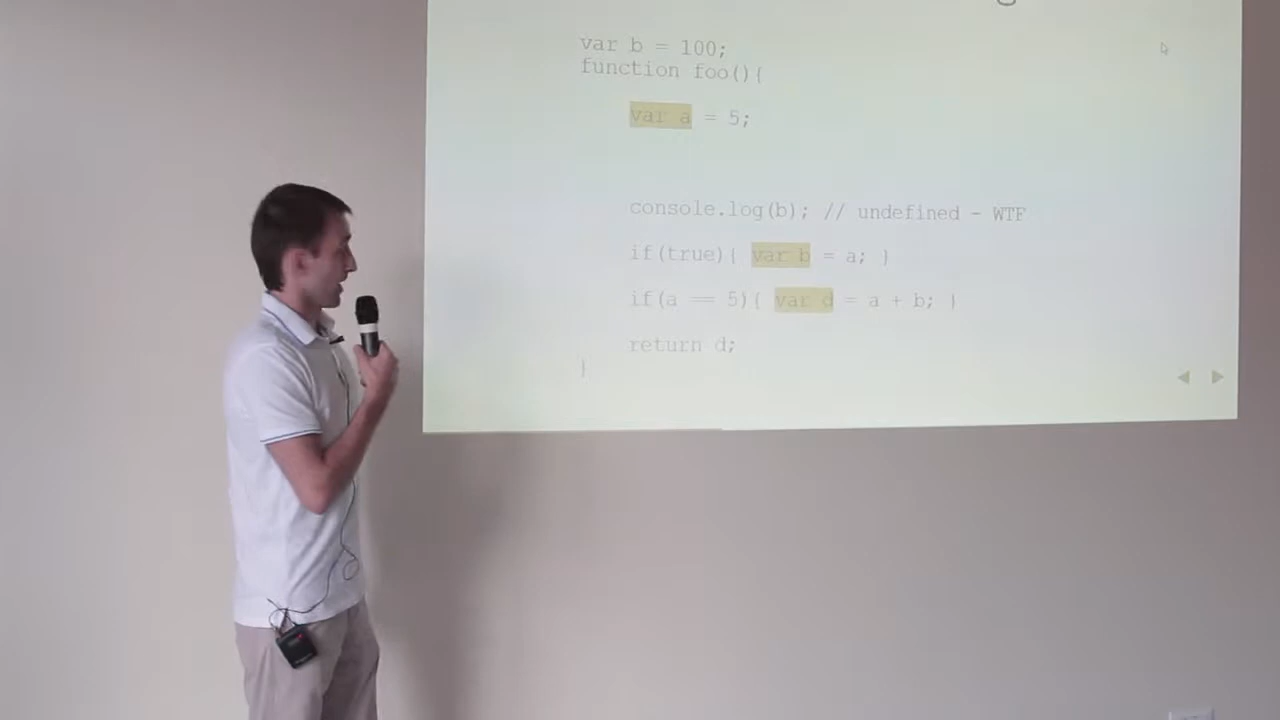 var b = 100;
function foo(){
var a = 5;
console.log(b); // undefined - WTF
if(true){ var b = a; }
if(a == 5){ var d = a + b; }
return d;
}